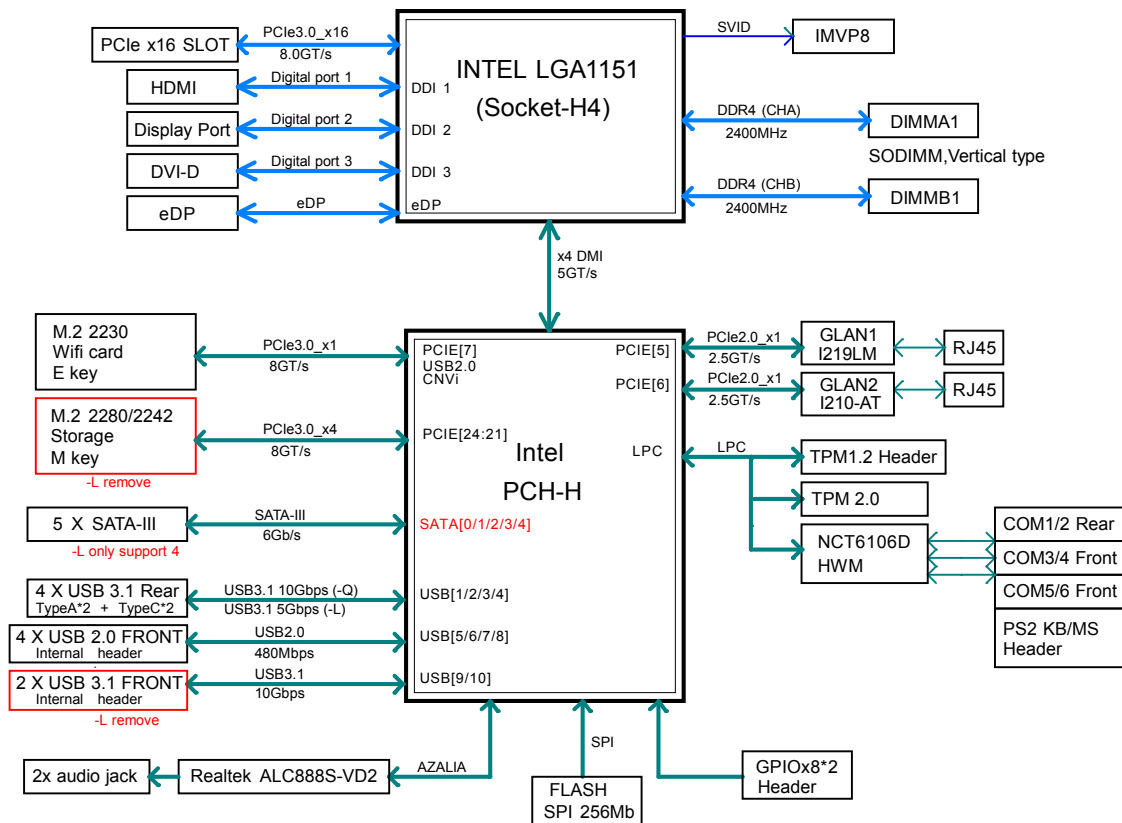 PCIe x16 SLOT
PCIe3.0_x16
8.0GT/s
HDMI
Digital port 1
DDI 1
Display Port
Digital port 2
DDI 2
DVI-D
Digital port 3
DDI 3
eDP
eDP
eDP
INTEL LGA1151
(Socket-H4)
SVID
IMVP8
DDR4 (CHA)
2400MHz
DIMMA1
SODIMM,Vertical type
DDR4 (CHB)
2400MHz
DIMMB1
x4 DMI
5GT/s
M.2 2230
Wifi card
E key
PCIe3.0_x1
8GT/s
PCIE[7]
USB2.0
CNVi
M.2 2280/2242
Storage
M key
-L remove
PCIe3.0_x4
8GT/s
PCIE[24:21]
5 X SATA-III
-L only support 4
SATA-III
6Gb/s
SATA[0/1/2/3/4]
4 X USB 3.1 Rear
TypeA*2 + TypeC*2
USB3.1 10Gbps (-Q)
USB3.1 5Gbps (-L)
USB[1/2/3/4]
4 X USB 2.0 FRONT
Internal header
USB2.0
480Mbps
USB[5/6/7/8]
2 X USB 3.1 FRONT
Internal header
-L remove
USB3.1
10Gbps
USB[9/10]
Intel
PCH-H
PCIE[5]
PCIe2.0_x1
2.5GT/s
GLAN1
I219LM
RJ45
PCIE[6]
PCIe2.0_x1
2.5GT/s
GLAN2
I210-AT
RJ45
LPC
LPC
TPM1.2 Header
TPM 2.0
NCT6106D
HWM
COM1/2 Rear
COM3/4 Front
COM5/6 Front
PS2 KB/MS
Header
2x audio jack
Realtek ALC888S-VD2
AZALIA
SPI
FLASH
SPI 256Mb
GPIOx8*2
Header